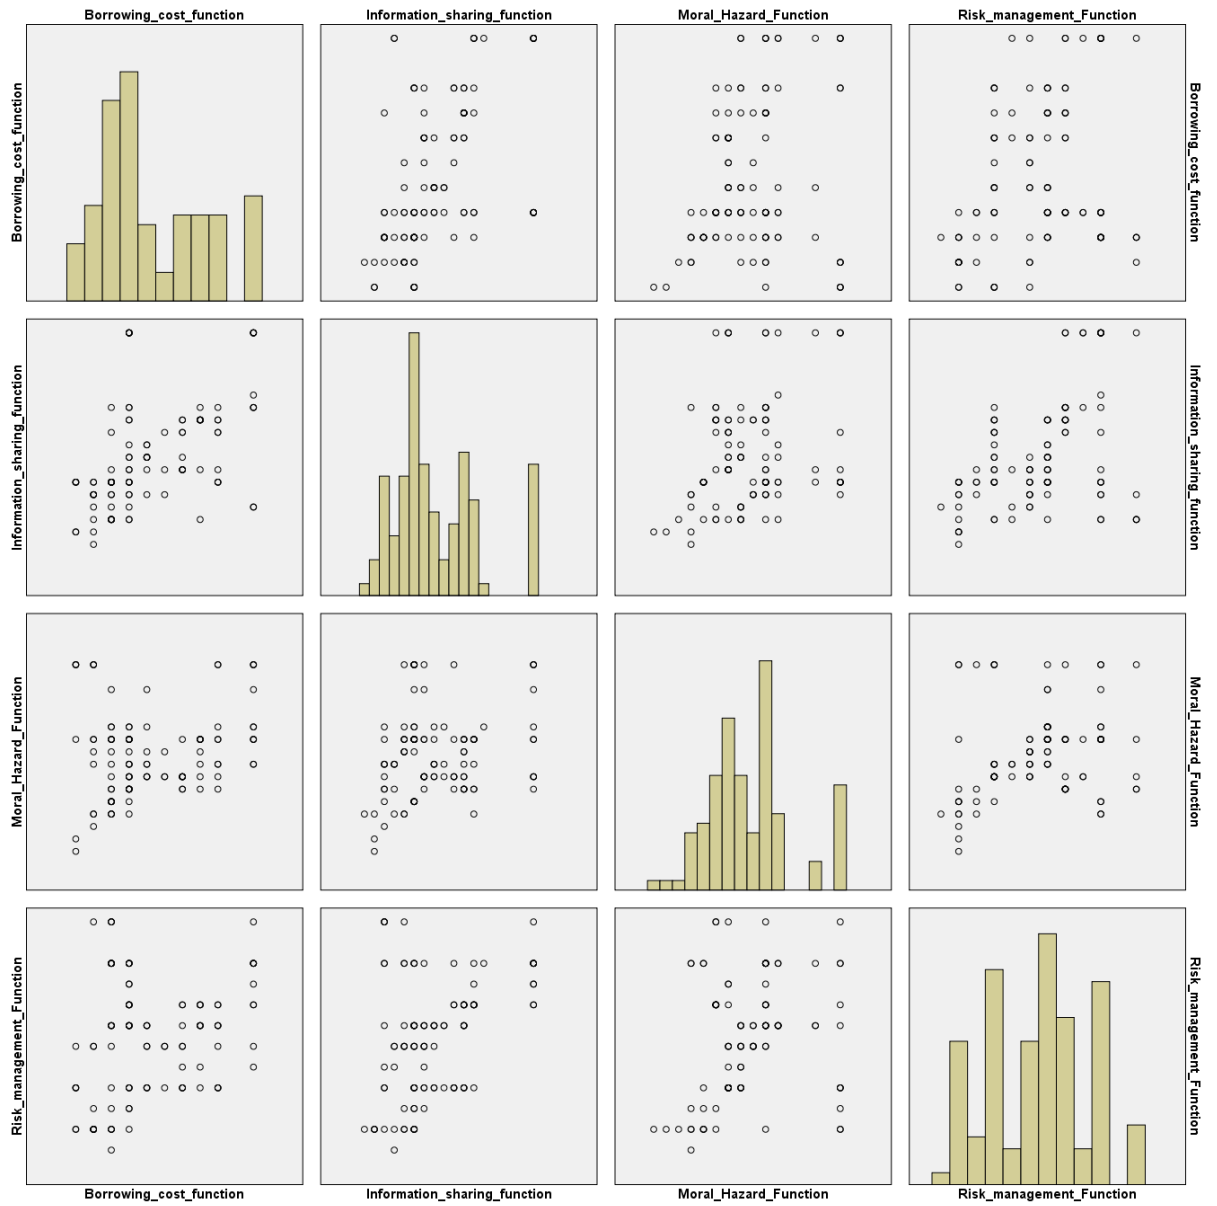 Borrowing_cost_function Information_sharing_function Moral_Hazard_Function Risk_management_Function
Borrowing_cost_function
Borrowing_cost_function
Information_sharing_function
Information_sharing_function
Moral_Hazard_Function
Moral_Hazard_Function
Risk_management_Function
Risk_management_Function
Borrowing_cost_function Information_sharing_function Moral_Hazard_Function Risk_management_Function